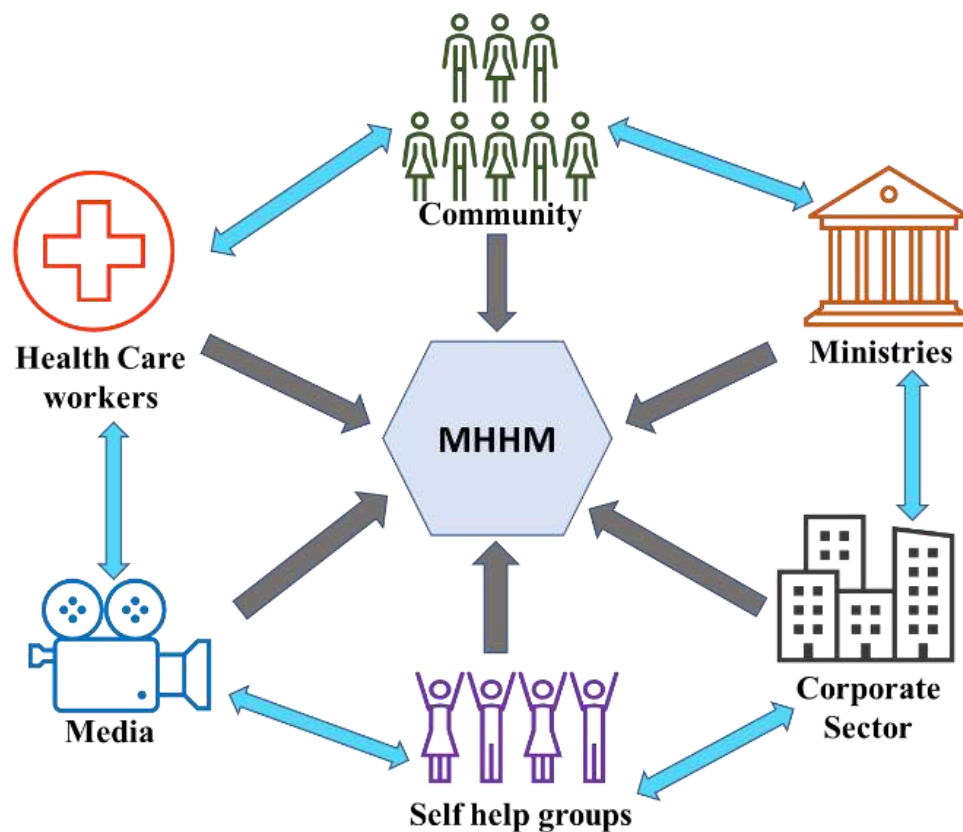 Community
Health Care
workers
Ministries
MHHM
Media
Corporate
Sector
Self help groups